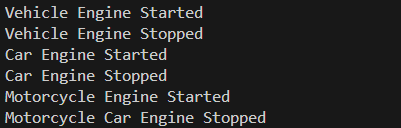 Vehicle Engine Started
Vehicle Engine Stopped
Car Engine Started
Car Engine Stopped
Motorcycle Engine Started
Motorcycle Car Engine Stopped